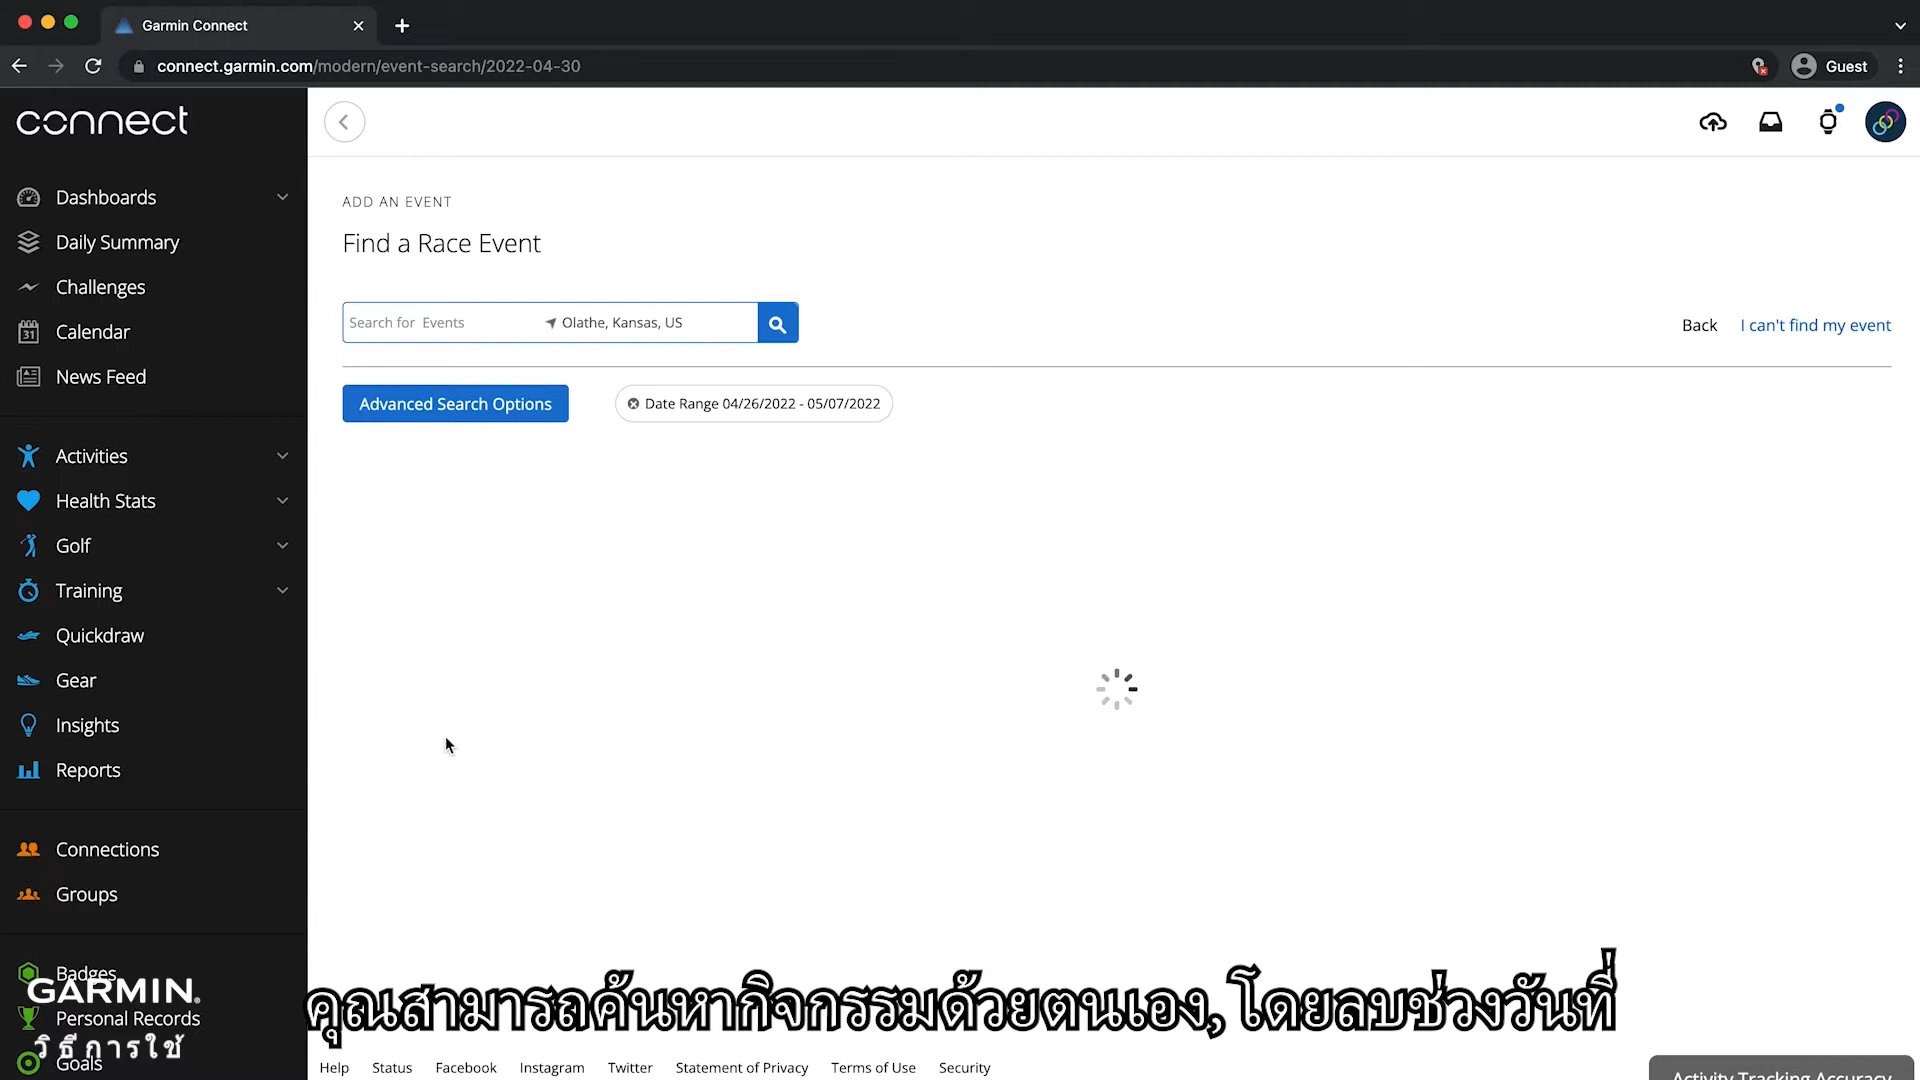 Garmin Connect
connect.garmin.com/modern/event-search/2022-04-30
Guest
connect
Dashboards
Daily Summary
Challenges
31
Calendar
News Feed
Activities
Health Stats
Golf
Training
Quickdraw
Gear
Insights
Reports
Connections
Groups
Badges
Personal Records
Goals
GARMIN.
วิธีการใช้
ADD AN EVENT
Find a Race Event
Search for Events
Olathe, Kansas, US
Back
I can't find my event
Advanced Search Options
Date Range 04/26/2022 - 05/07/2022
คุณสามารถค้นหากิจกรรมด้วยตนเอง, โดยลบช่วงวันที่
Help Status Facebook Instagram Twitter Statement of Privacy Terms of Use Security
Activity Tracking Accuracy